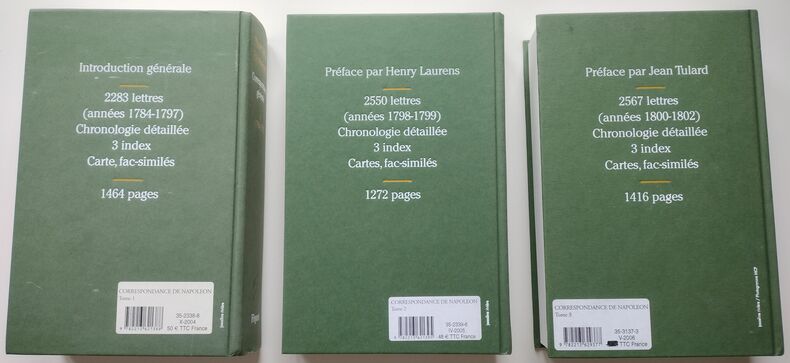 Introduction générale
2283 lettres
(années 1784-1797)
Chronologie détaillée
3 index
Carte, fac-similés
1464 pages
CORRESPONDANCE DE NAPOLEON
Tome 1
35-2338-8
X-2004
50 € TTC France
Préface par Henry Laurens
2550 lettres
(années 1798-1799)
Chronologie détaillée
3 index
Cartes, fac-similés
1272 pages
CORRESPONDANCE DE NAPOLEON
Tome 2
IV-2005
48 € TTC France
Préface par Jean Tulard
2567 lettres
(années 1800-1802)
Chronologie détaillée
3 index
Cartes, fac-similés
1416 pages
CORRESPONDANCE DE NAPOLEON
Tome 3
35-3137-3
V-2006
TTC France